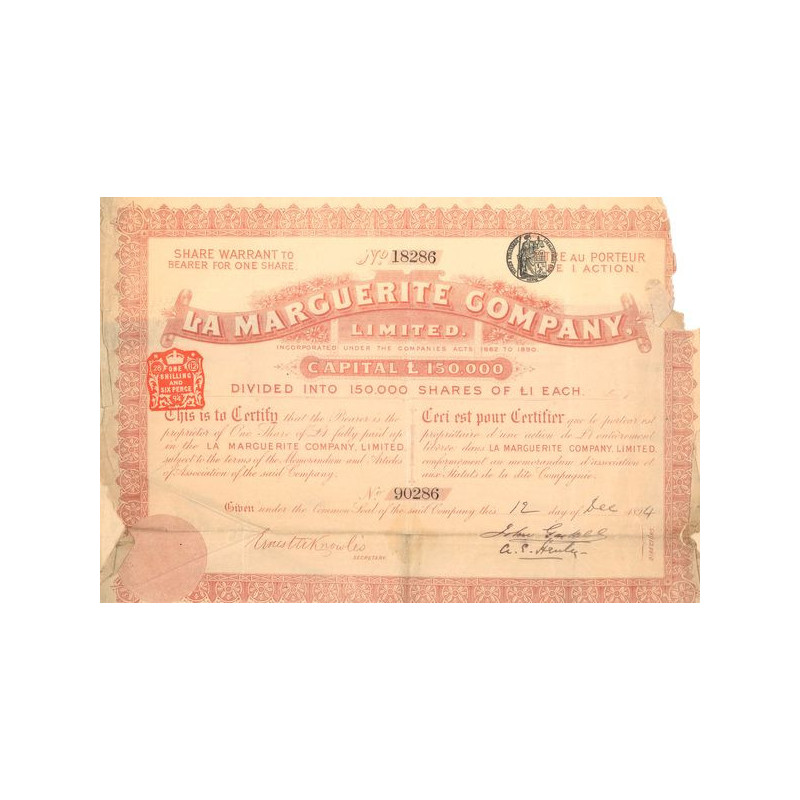 SHARE WARRANT TO
BEARER FOR ONE SHARE
No 18286
AU PORTEUR
1 ACTION.
LA MARGUERITE COMPANY.
LIMITED.
INCORPORATED UNDER THE COMPANIES ACTS 1862 TO 1890.
CAPITAL £ 150.000
DIVIDED INTO 150.000 SHARES OF £1 EACH.
ONE
SHILLING
AND
SIX PENCE
94
This is to Certify that the Bearer is the
proprietor of One Share of £1 fully paid up
in the LA MARGUERITE COMPANY, LIMITED.
subject to the terms of the Memorandum and Articles
of Association of the said Company.
Ceci est pour Certifier que le porteur est
propriétaire d'une action de £1 entièrement
libérée dans LA MARGUERITE COMPANY, LIMITED.
conformément au memorandum d'association et
aux Statuts de la dite Compagnie.
No 90286
Given under the Common Seal of the said Company this 12 day of Dec 1894
Ernest Knowles
SECRETARY
John
A. S.
DIRECTORS